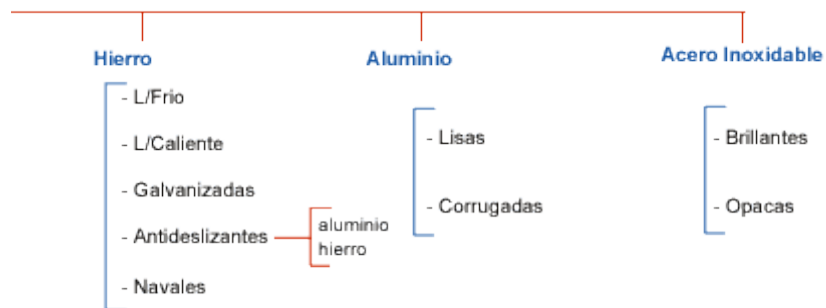 Hierro
- L/Frio
- L/Caliente
- Galvanizadas
- Antideslizantes
aluminio
hierro
- Navales
Aluminio
- Lisas
- Corrugadas
Acero Inoxidable
- Brillantes
- Opacas